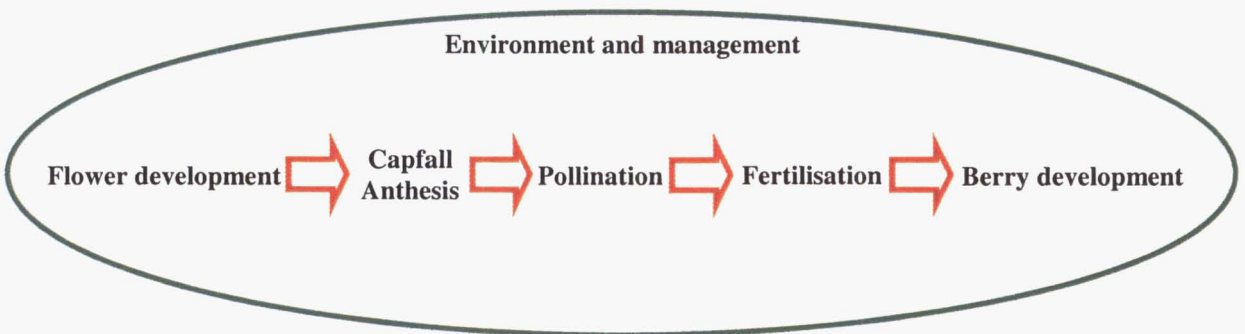 Environment and management
Flower development
Capfall
Anthesis
Pollination
Fertilisation
Berry development